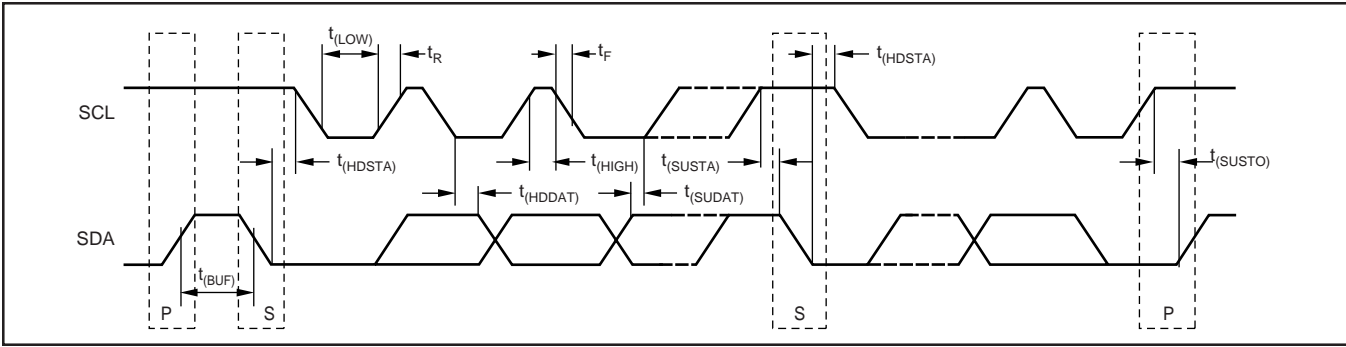 t(LOW)
tR
tF
t(HDSTA)
SCL
t(HDSTA)
t(HIGH)
t(SUSTA)
t(SUSTO)
t(HDDAT)
t(SUDAT)
SDA
t(BUF)
P
S
S
P